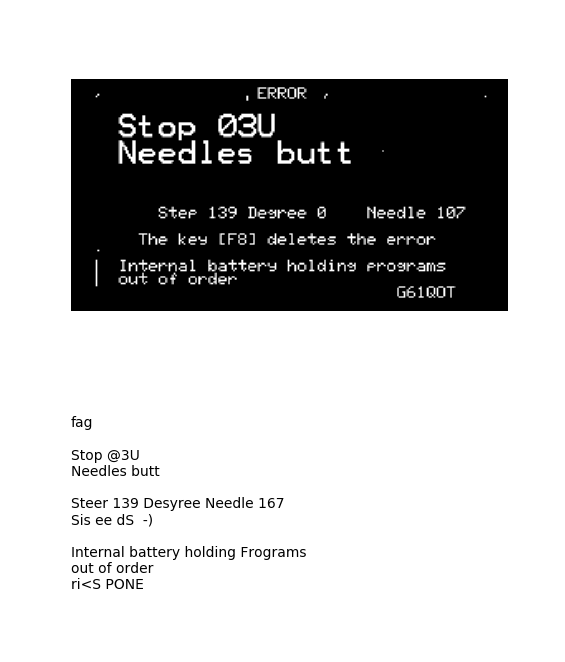 ERROR
Stop 03U
Needles butt
Step 139 Degree 0 Needle 107
The key [F8] deletes the error
Internal battery holding programs
out of order
G61QOT
fag
Stop @3U
Needles butt
Steer 139 Desyree Needle 167
Sis ee dS -)
Internal battery holding Frograms
out of order
ri<S PONE